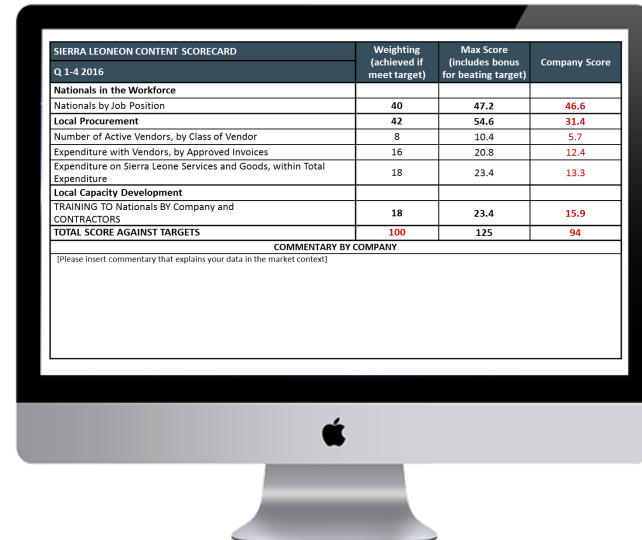 SIERRA LEONEON CONTENT SCORECARD
Weighting (achieved if meet target)
Max Score (includes bonus for beating target)
Company Score
Q 1-4 2016
Nationals in the Workforce
Nationals by Job Position 40 47.2 46.6
Local Procurement 42 54.6 31.4
Number of Active Vendors, by Class of Vendor 8 10.4 5.7
Expenditure with Vendors, by Approved Invoices 16 20.8 12.4
Expenditure on Sierra Leone Services and Goods, within Total
Expenditure 18 23.4 13.3
Local Capacity Development
TRAINING TO Nationals BY Company and
CONTRACTORS 18 23.4 15.9
TOTAL SCORE AGAINST TARGETS 100 125 94
COMMENTARY BY COMPANY
[Please insert commentary that explains your data in the market context]